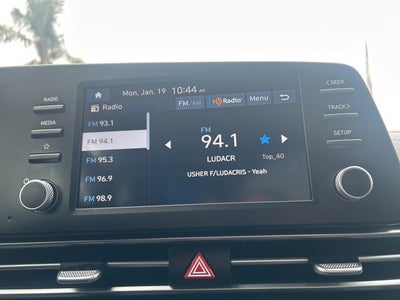 Mon, Jan. 19 10:44 AM
Radio
FM/AM
HD Radio
Menu
FM 93.1
FM 94.1
FM 95.3
FM 96.9
FM 98.9
FM
94.1
LUDACR
Top_40
USHER F/LUDACRIS - Yeah
RADIO
MEDIA
< SEEK
TRACK >
SETUP